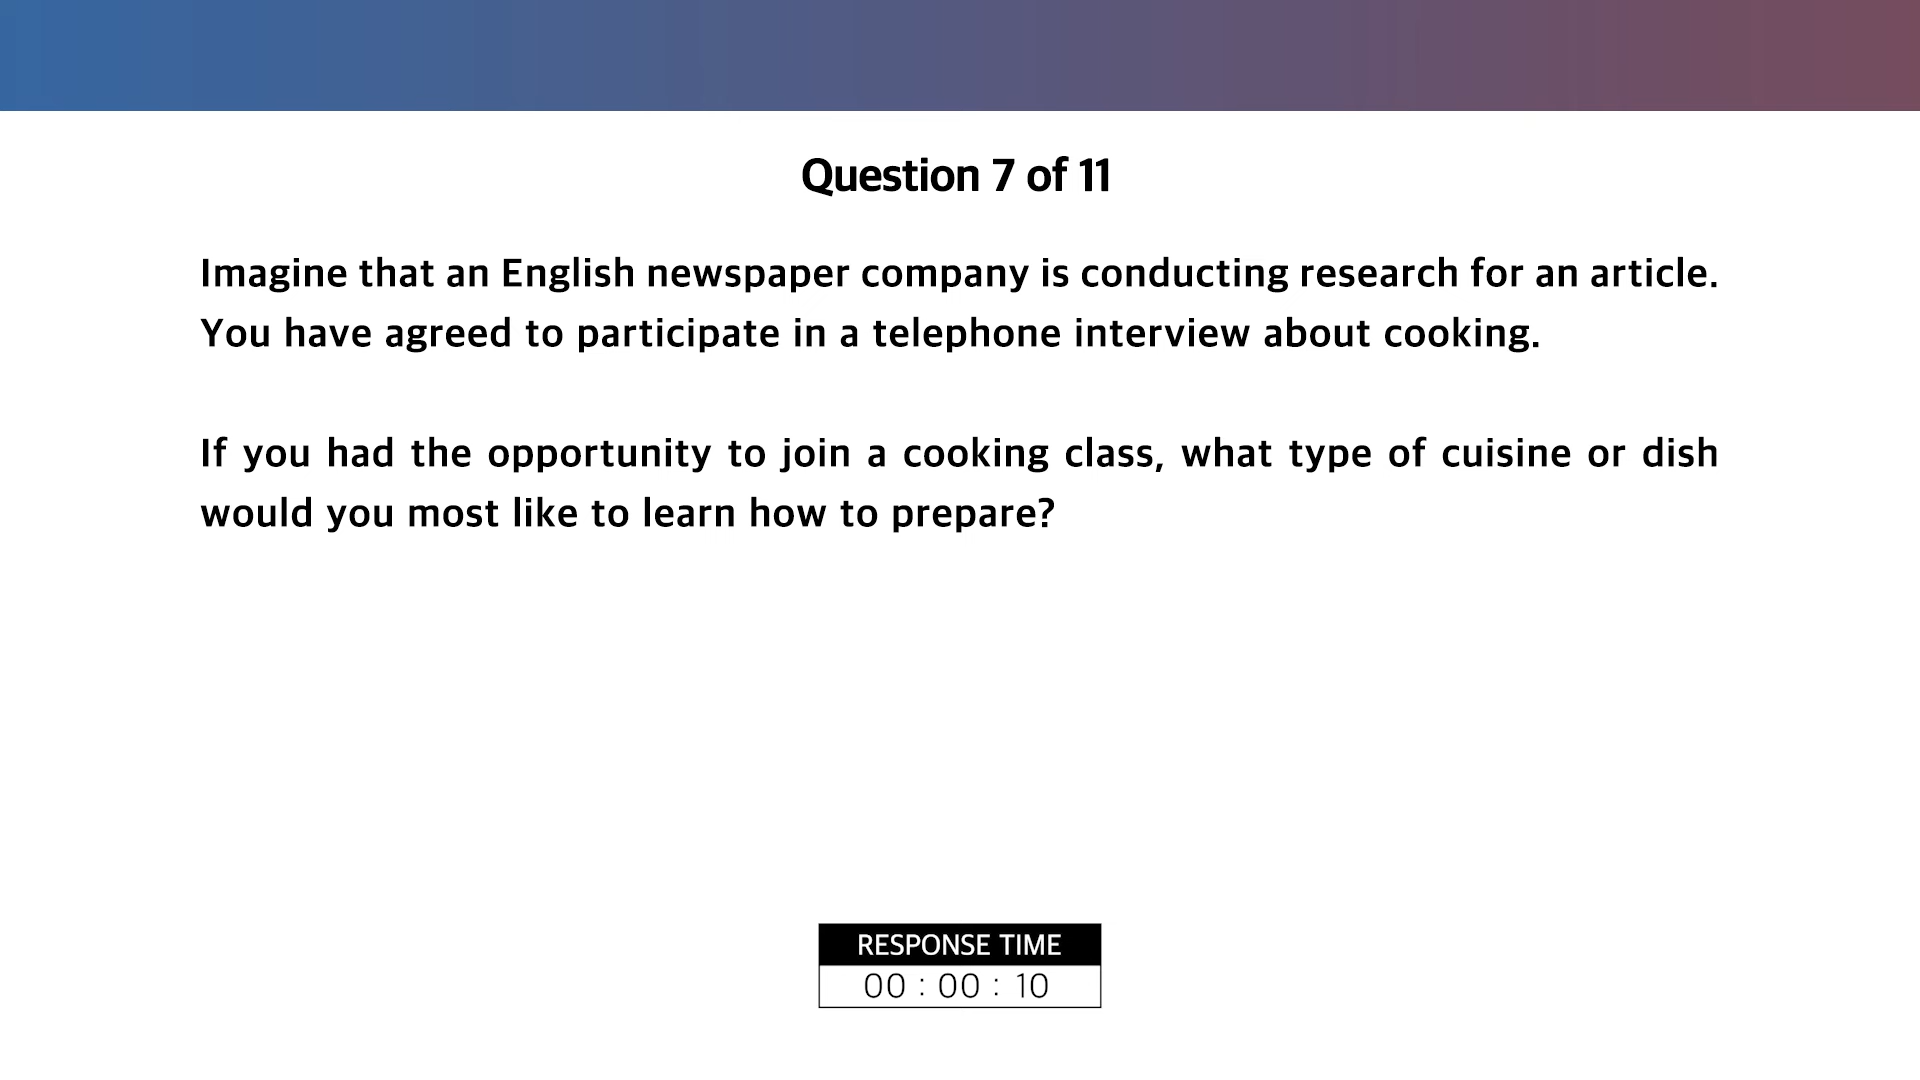 Question 7 of 11
Imagine that an English newspaper company is conducting research for an article.
You have agreed to participate in a telephone interview about cooking.
If you had the opportunity to join a cooking class, what type of cuisine or dish
would you most like to learn how to prepare?
RESPONSE TIME
00 : 00 : 10